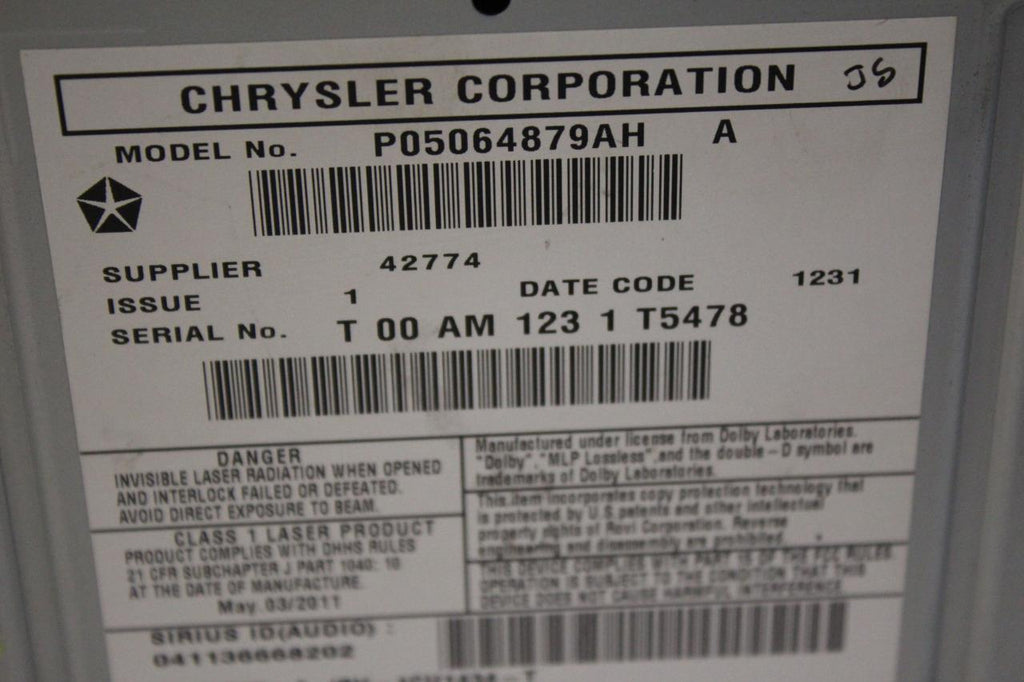 CHRYSLER CORPORATION JS
MODEL No. P05064879AH A
SUPPLIER 42774
ISSUE 1 DATE CODE 1231
SERIAL No. T 00 AM 123 1 T5478
DANGER
INVISIBLE LASER RADIATION WHEN OPENED
AND INTERLOCK FAILED OR DEFEATED.
AVOID DIRECT EXPOSURE TO BEAM.
CLASS 1 LASER PRODUCT
PRODUCT COMPLIES WITH DHHS RULES
21 CFR SUBCHAPTER J PART 1040: 10
AT THE DATE OF MANUFACTURE.
May 03/2011
Manufactured under license from Dolby Laboratories.
"Dolby", "MLP Lossless", and the double-D symbol are
trademarks of Dolby Laboratories.
This item incorporates copy protection technology that
is protected by U.S. patents and other intellectual
property rights of Rovi Corporation. Reverse
engineering and disassembly are prohibited.
THIS DEVICE COMPLIES WITH PART 15 OF THE FCC RULES
OPERATION IS SUBJECT TO THE CONDITION THAT THIS
DEVICE DOES NOT CAUSE HARMFUL INTERFERENCE
SIRIUS ID(AUDIO) :
041136668202